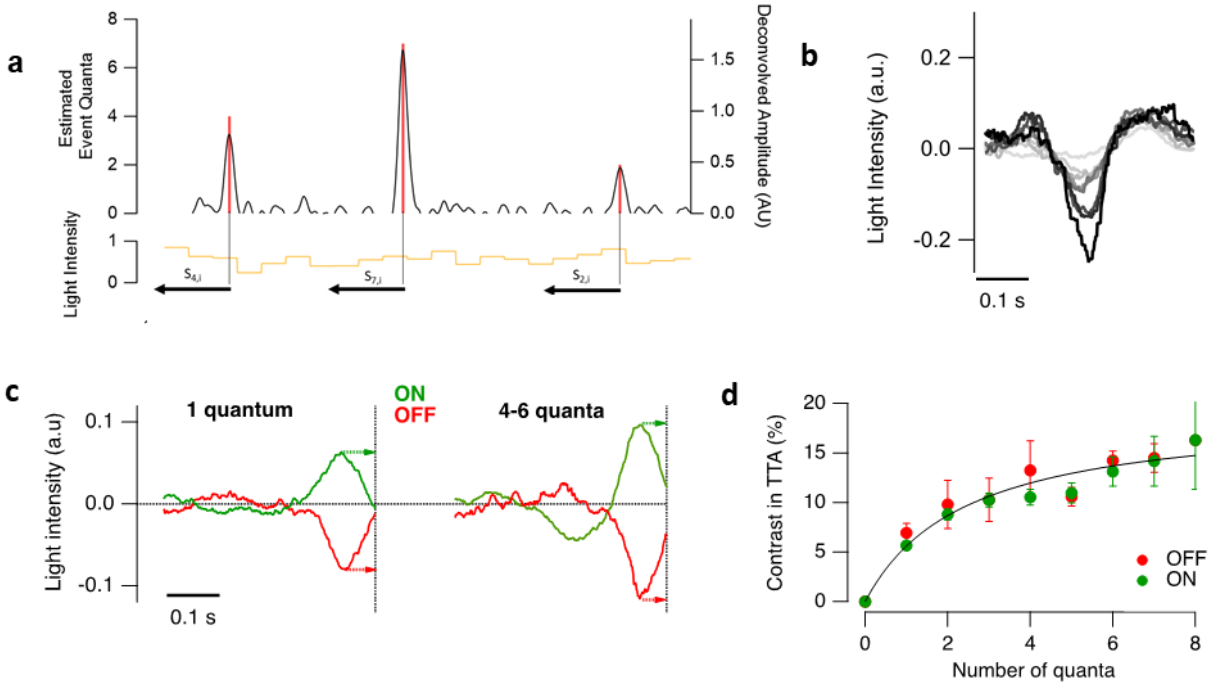 a
Estimated
Event Quanta
8
6
4
2
0
Deconvolved Amplitude (AU)
1.5
1.0
0.5
0.0
Light Intensity
1
0
S4,i
S7,i
S2,i
b
Light Intensity (a.u.)
0.2
0.0
-0.2
0.1 s
c
Light intensity (a.u)
0.1
0.0
-0.1
1 quantum
ON
OFF
4-6 quanta
0.1 s
d
Contrast in TTA (%)
20
15
10
5
0
OFF
ON
0 2 4 6 8
Number of quanta